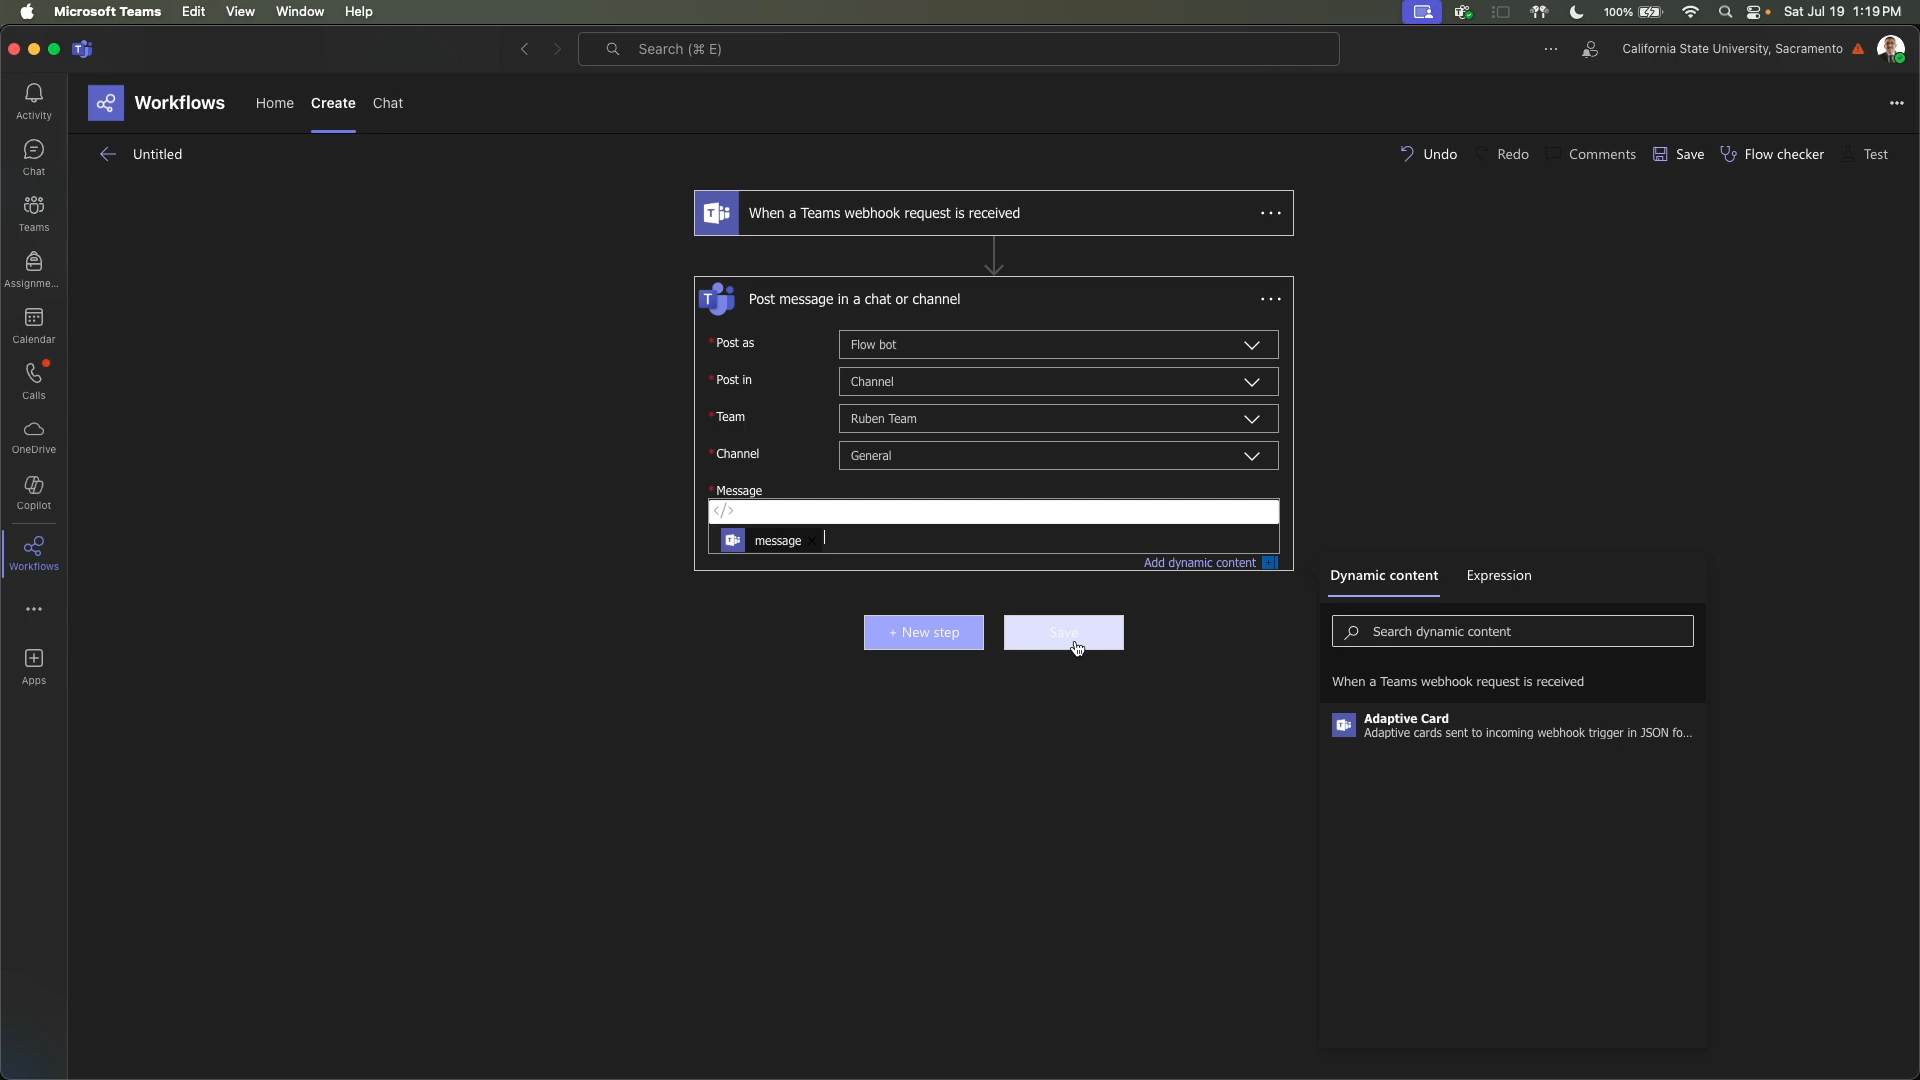 Microsoft Teams Edit View Window Help 100% Sat Jul 19 1:19 PM
Search (⌘ E) California State University, Sacramento
Activity
Chat
Teams
Assignme...
Calendar
Calls
OneDrive
Copilot
Workflows
Apps
Workflows Home Create Chat
Untitled Undo Redo Comments Save Flow checker Test
When a Teams webhook request is received
Post message in a chat or channel
*Post as Flow bot
*Post in Channel
*Team Ruben Team
*Channel General
*Message
</>
message ×
Add dynamic content
+ New step Save
Dynamic content Expression
Search dynamic content
When a Teams webhook request is received
Adaptive Card
Adaptive cards sent to incoming webhook trigger in JSON fo...